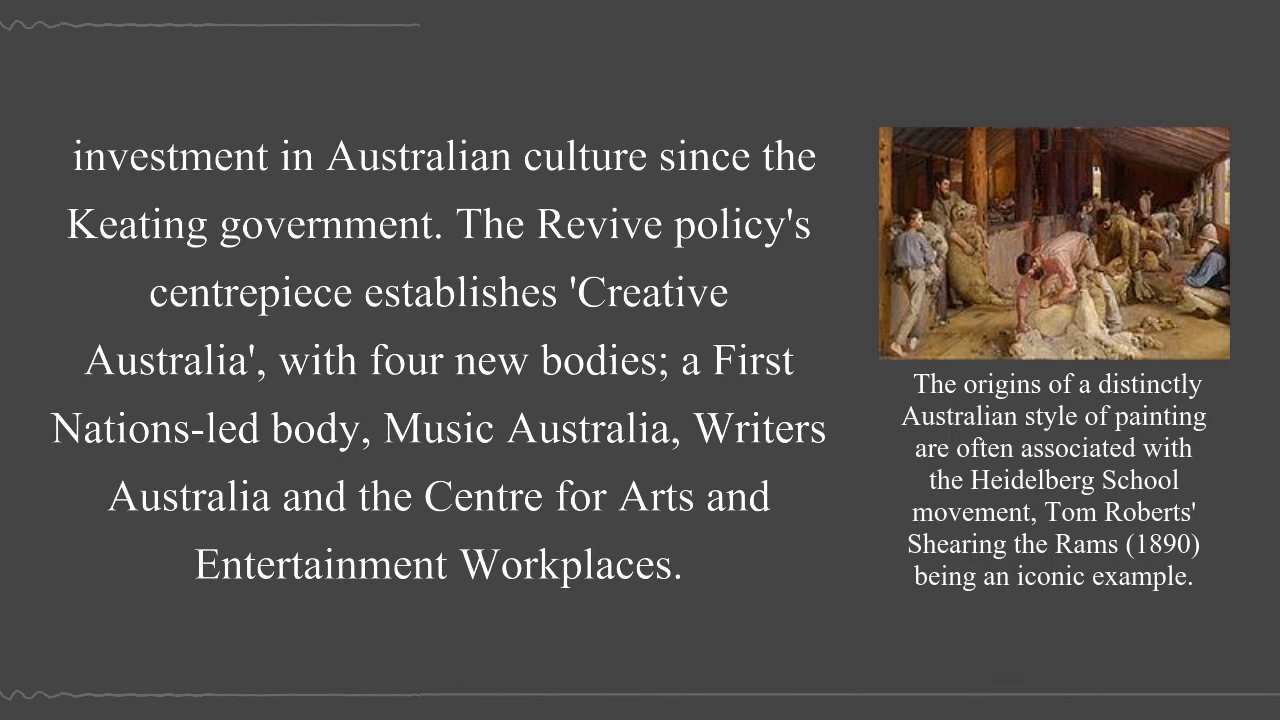 investment in Australian culture since the
Keating government. The Revive policy's
centrepiece establishes 'Creative
Australia', with four new bodies; a First
Nations-led body, Music Australia, Writers
Australia and the Centre for Arts and
Entertainment Workplaces.
The origins of a distinctly
Australian style of painting
are often associated with
the Heidelberg School
movement, Tom Roberts'
Shearing the Rams (1890)
being an iconic example.